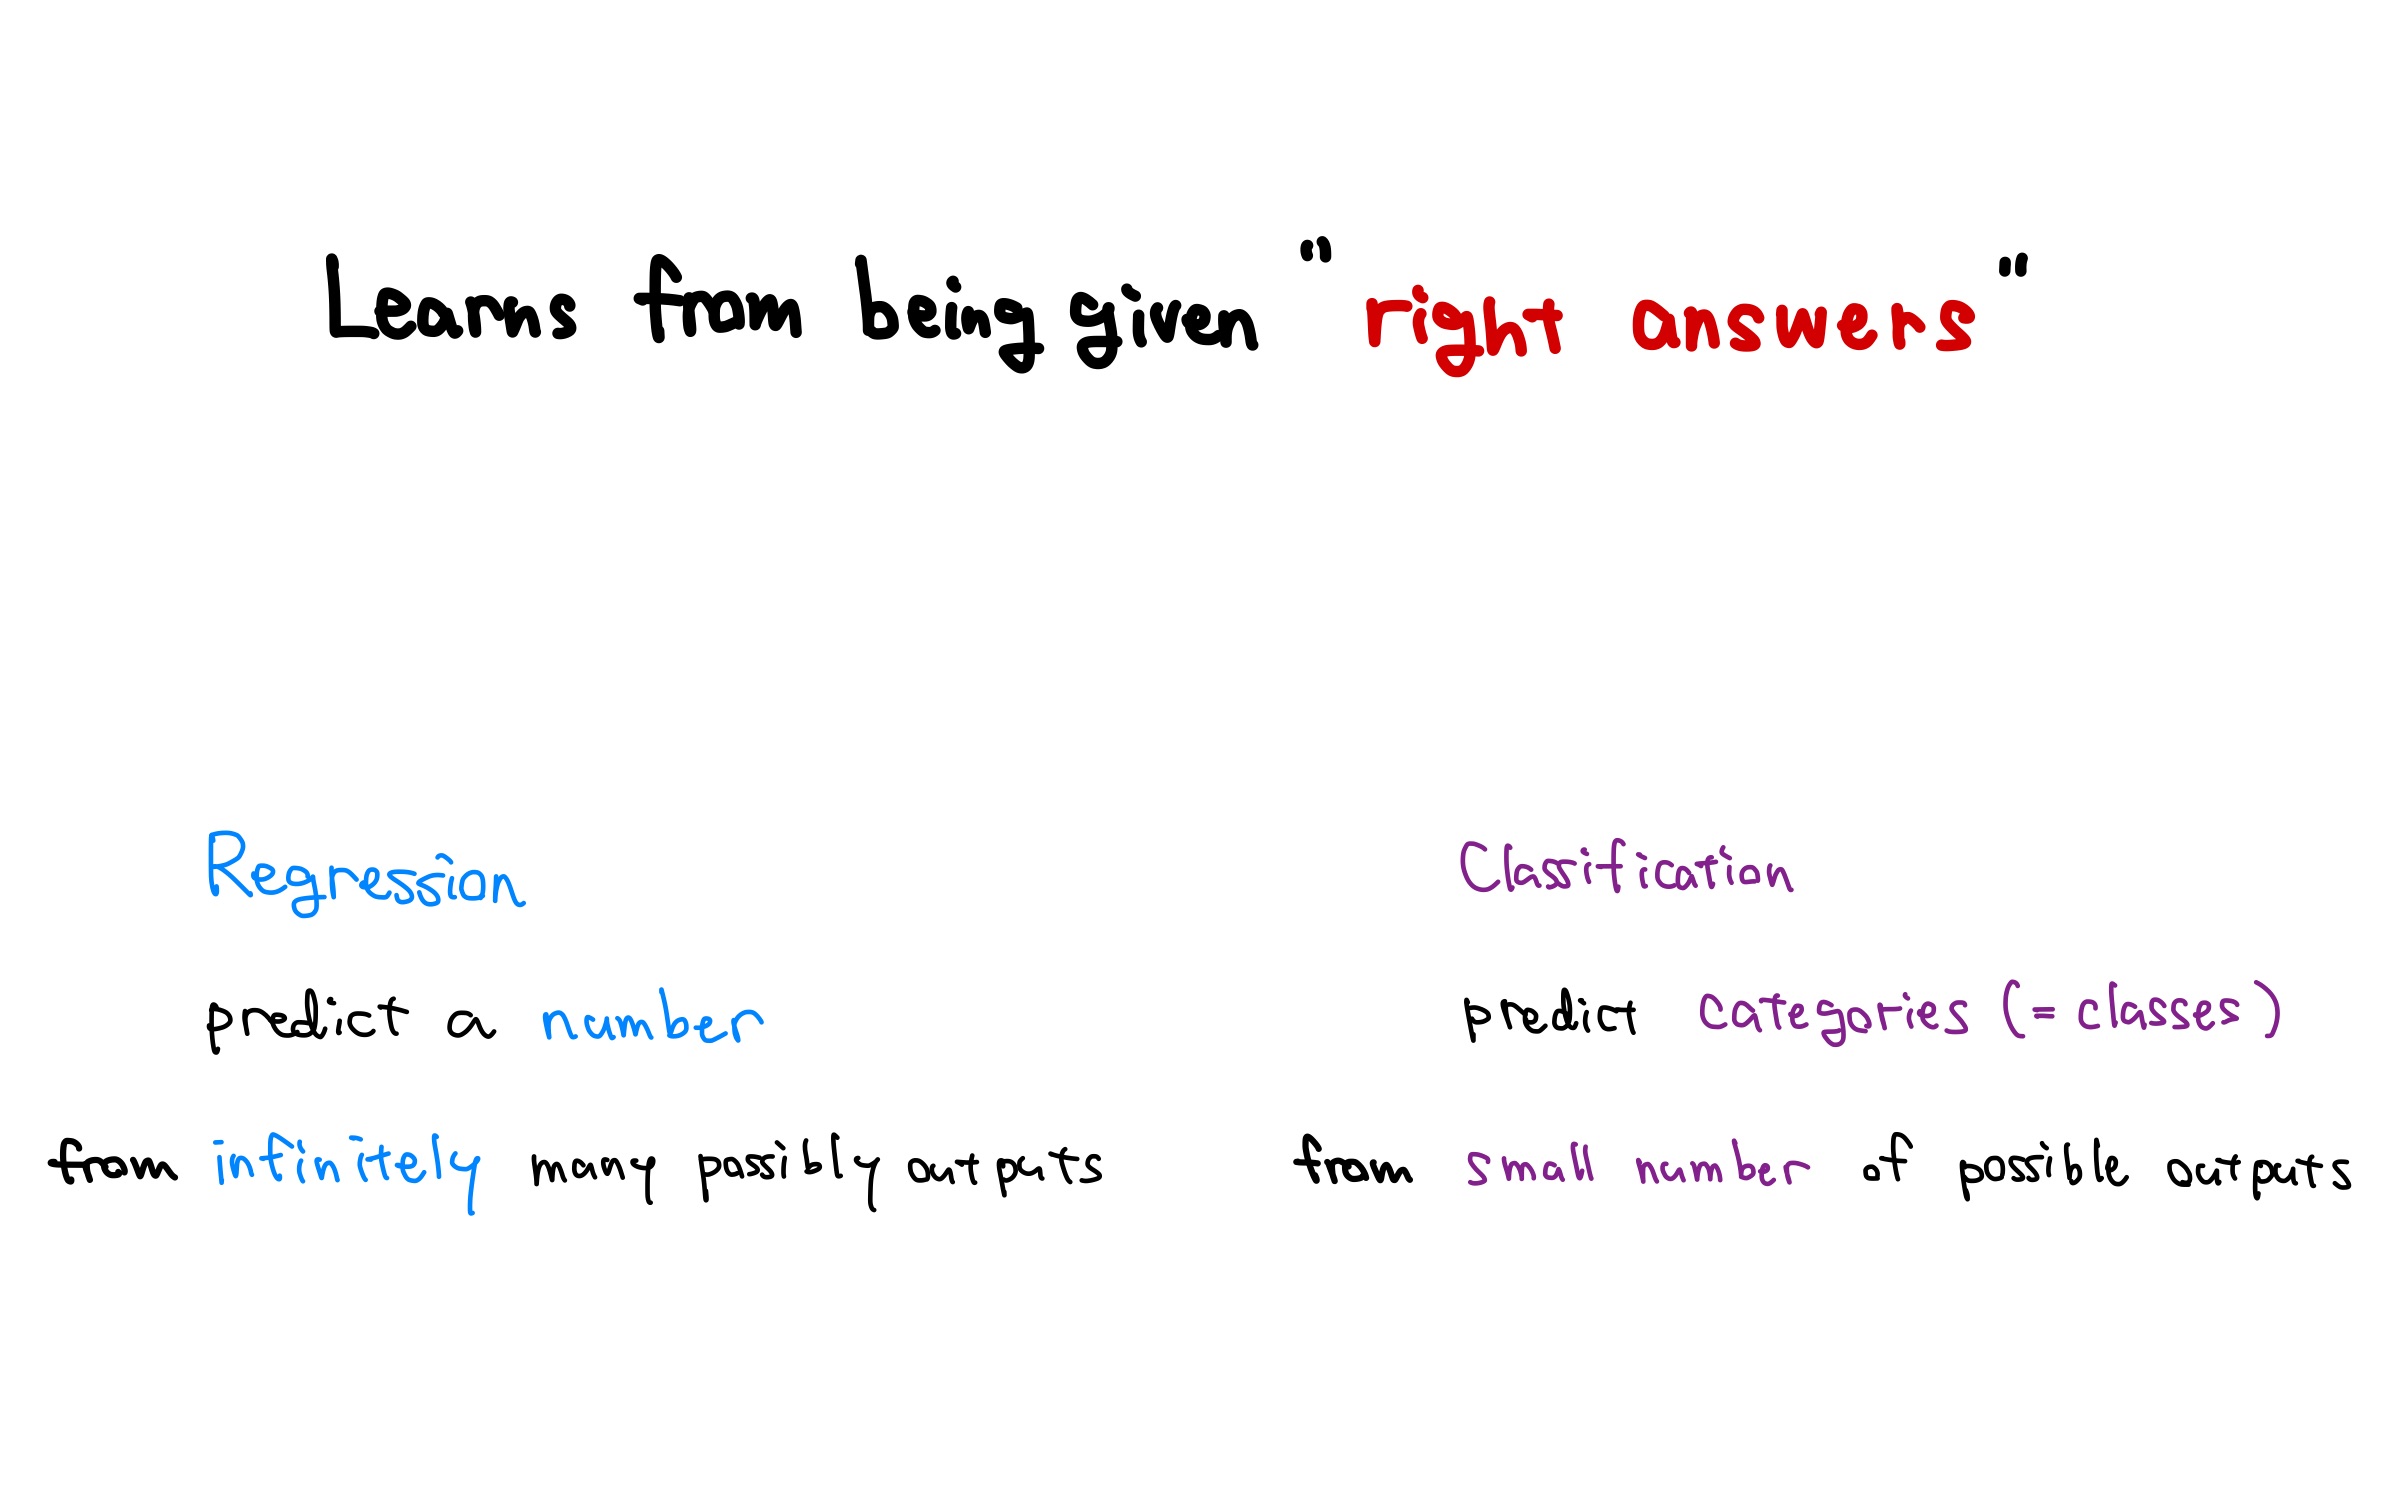 Learns from being given "right answers"
Regression
Classification
predict a number
predict categories (= classes)
from infinitely many possibly outputs
from small number of possible outputs